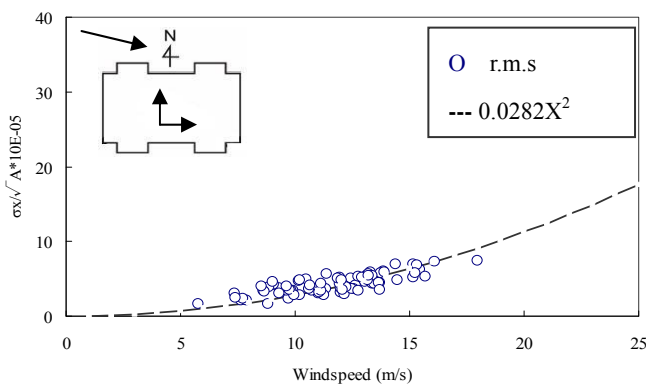 40
30
20
10
0
0 5 10 15 20 25
σx/√A*10E-05
Windspeed (m/s)
N
O r.m.s
--- 0.0282X²